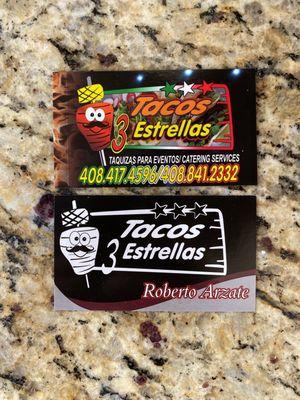 Tacos
3 Estrellas
TAQUIZAS PARA EVENTOS/ CATERING SERVICES
408.417.4596/408.841.2332
Tacos
3 Estrellas
Roberto Arzate